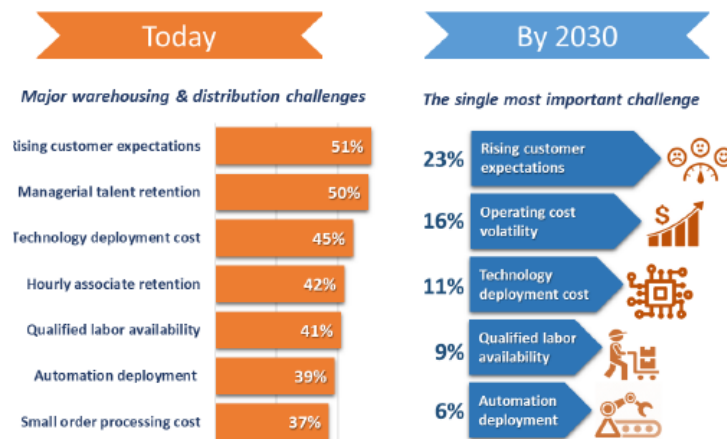 Today
Major warehousing & distribution challenges
Rising customer expectations 51%
Managerial talent retention 50%
Technology deployment cost 45%
Hourly associate retention 42%
Qualified labor availability 41%
Automation deployment 39%
Small order processing cost 37%
By 2030
The single most important challenge
23% Rising customer
expectations
16% Operating cost
volatility
$
11% Technology
deployment cost
9% Qualified labor
availability
6% Automation
deployment